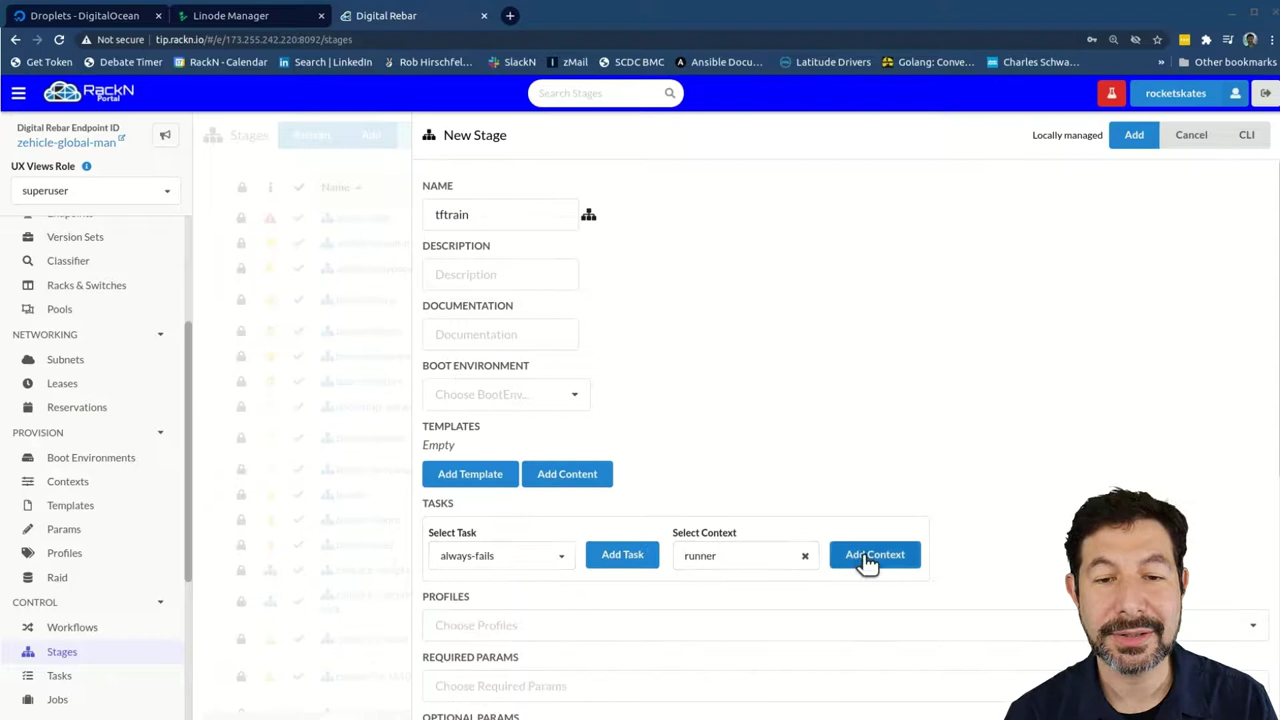 Droplets - DigitalOcean
Linode Manager
Digital Rebar
Not secure
tip.rackn.io/#/e/173.255.242.220:8092/stages
Get Token
Debate Timer
RackN - Calendar
Search | LinkedIn
Rob Hirschfel...
SlackN
zMail
SCDC BMC
Ansible Docu...
Latitude Drivers
Golang: Conve...
Charles Schwa...
»
Other bookmarks
RackN Portal
Search Stages
rocketskates
Digital Rebar Endpoint ID
zehicle-global-man
UX Views Role
superuser
Endpoints
Version Sets
Classifier
Racks & Switches
Pools
NETWORKING
Subnets
Leases
Reservations
PROVISION
Boot Environments
Contexts
Templates
Params
Profiles
Raid
CONTROL
Workflows
Stages
Tasks
Jobs
Stages
Add
Name
New Stage
Locally managed
Add
Cancel
CLI
NAME
tftrain
DESCRIPTION
Description
DOCUMENTATION
Documentation
BOOT ENVIRONMENT
Choose BootEnv...
TEMPLATES
Empty
Add Template
Add Content
TASKS
Select Task
Select Context
always-fails
Add Task
runner
Add Context
PROFILES
Choose Profiles
REQUIRED PARAMS
Choose Required Params
OPTIONAL PARAMS